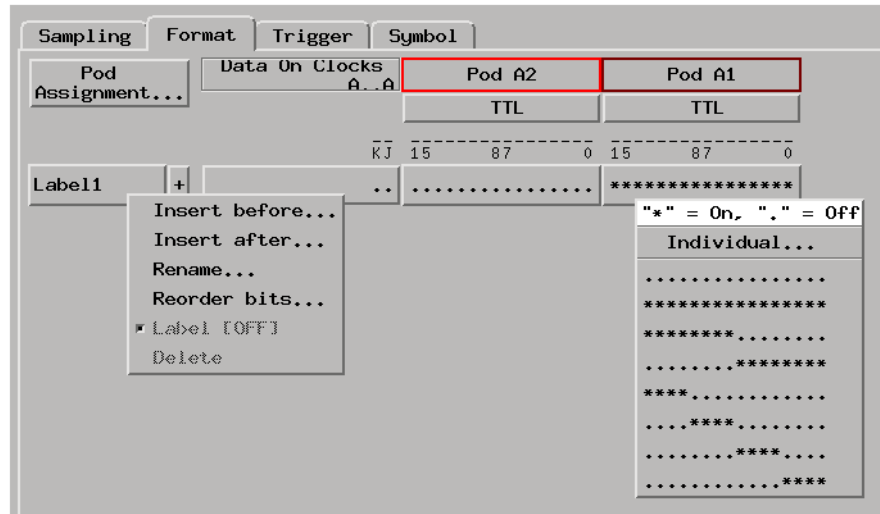 Sampling Format Trigger Symbol
Pod Assignment...
Data On Clocks
A..A
Pod A2
Pod A1
TTL
TTL
KJ 15 87 0 15 87 0
Label1 + .. ................ ****************
Insert before...
Insert after...
Rename...
Reorder bits...
Label [OFF]
Delete
"*" = On, "." = Off
Individual...
................
****************
********........
........********
****............
....****........
........****....
............****